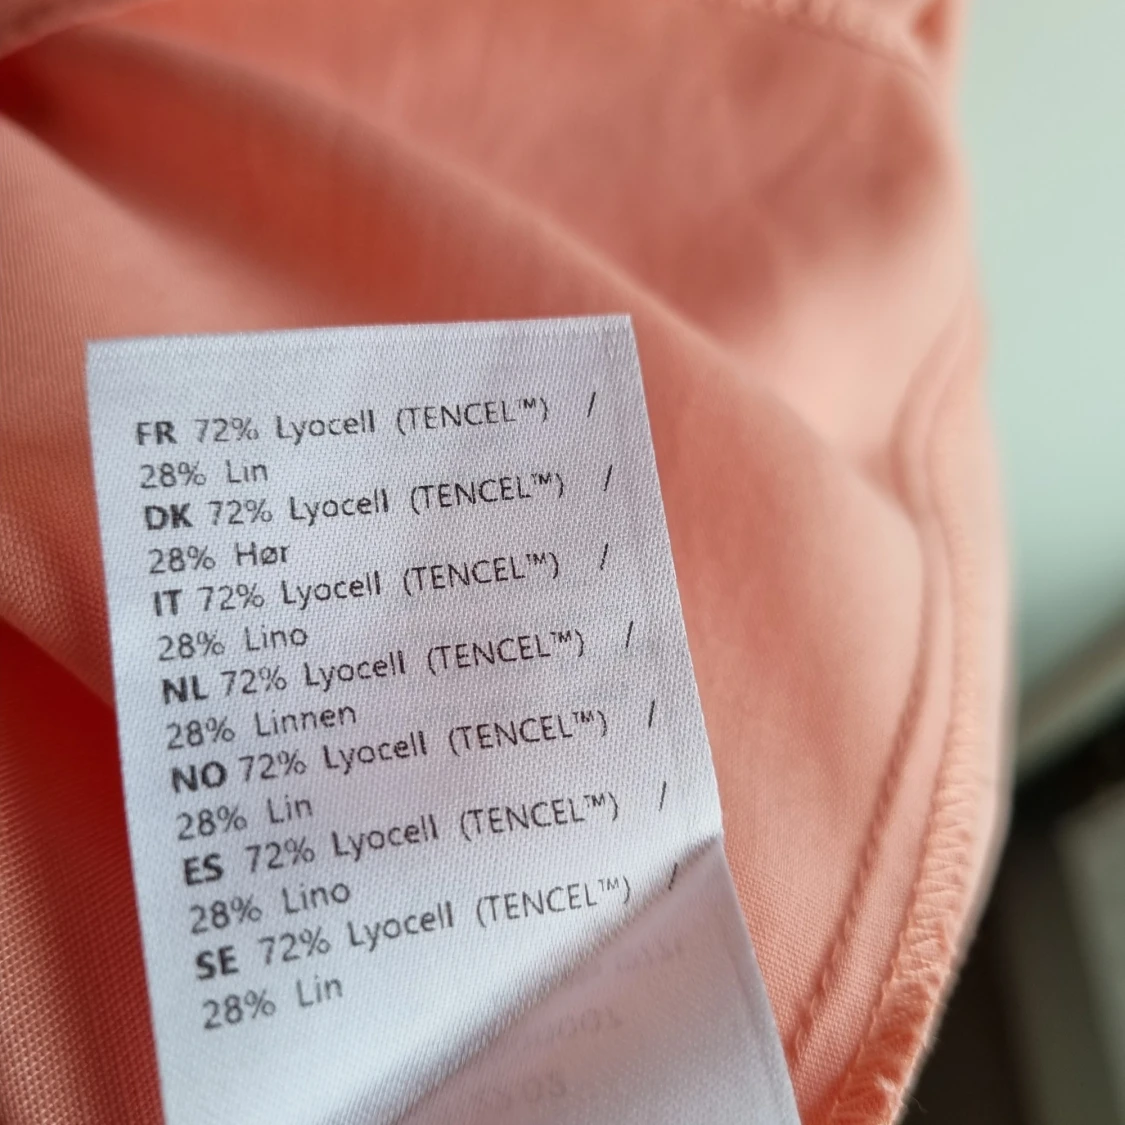 FR 72% Lyocell (TENCEL™) /
28% Lin
DK 72% Lyocell (TENCEL™) /
28% Hør
IT 72% Lyocell (TENCEL™) /
28% Lino
NL 72% Lyocell (TENCEL™) /
28% Linnen
NO 72% Lyocell (TENCEL™) /
28% Lin
ES 72% Lyocell (TENCEL™) /
28% Lino
SE 72% Lyocell (TENCEL™) /
28% Lin